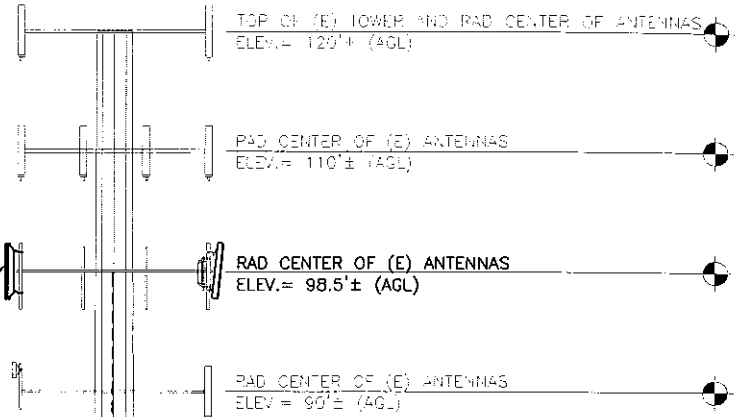 TOP OF (E) TOWER AND RAD CENTER OF ANTENNAS
ELEV.= 120'± (AGL)
RAD CENTER OF (E) ANTENNAS
ELEV.= 110'± (AGL)
RAD CENTER OF (E) ANTENNAS
ELEV.= 98.5'± (AGL)
RAD CENTER OF (E) ANTENNAS
ELEV = 90'± (AGL)